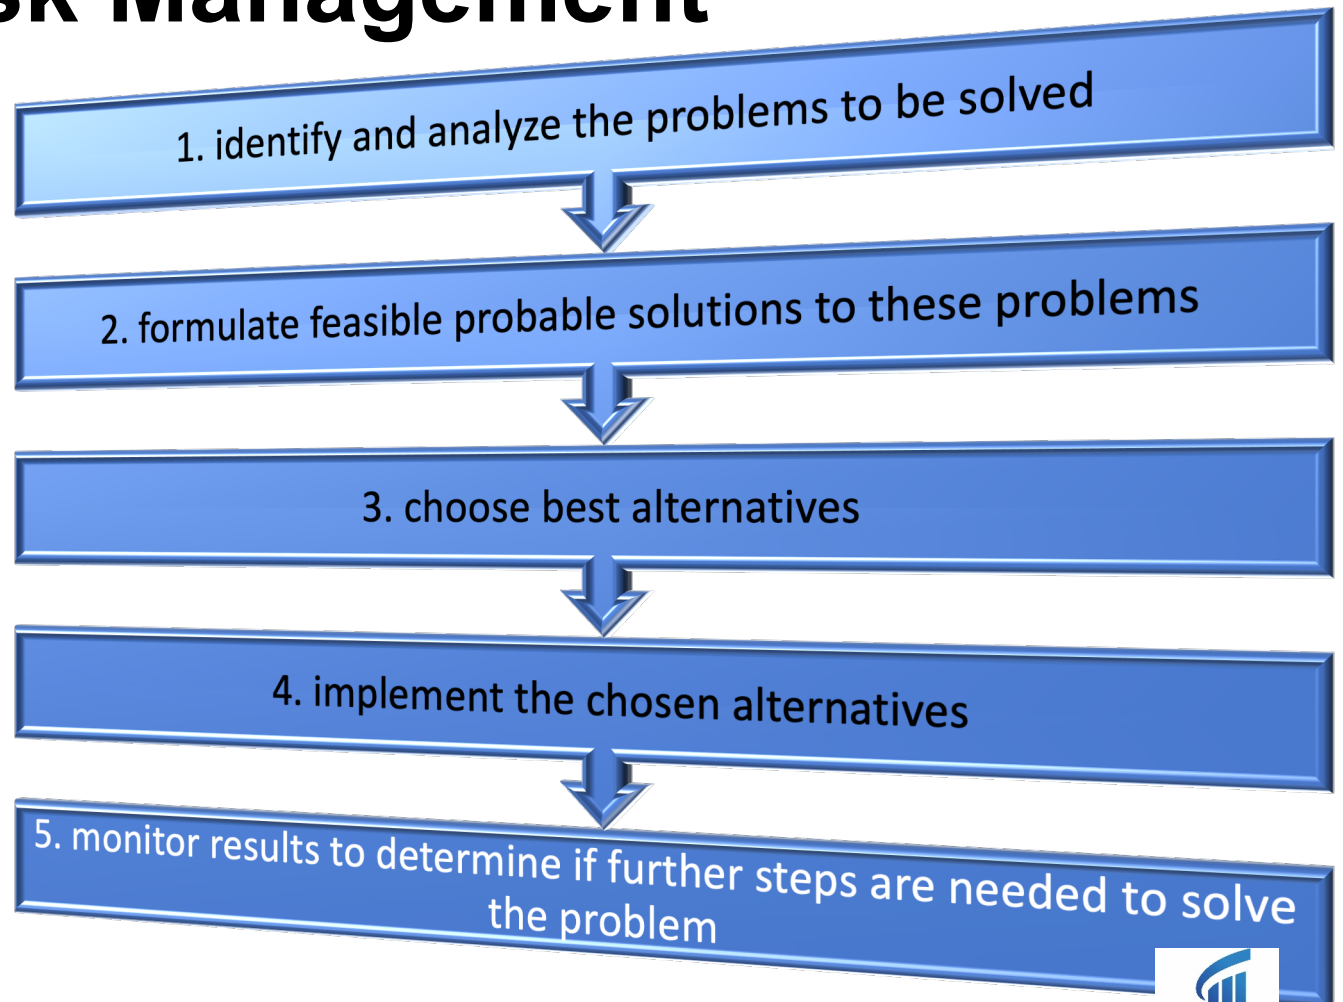 sk Management
1. identify and analyze the problems to be solved
2. formulate feasible probable solutions to these problems
3. choose best alternatives
4. implement the chosen alternatives
5. monitor results to determine if further steps are needed to solve
the problem